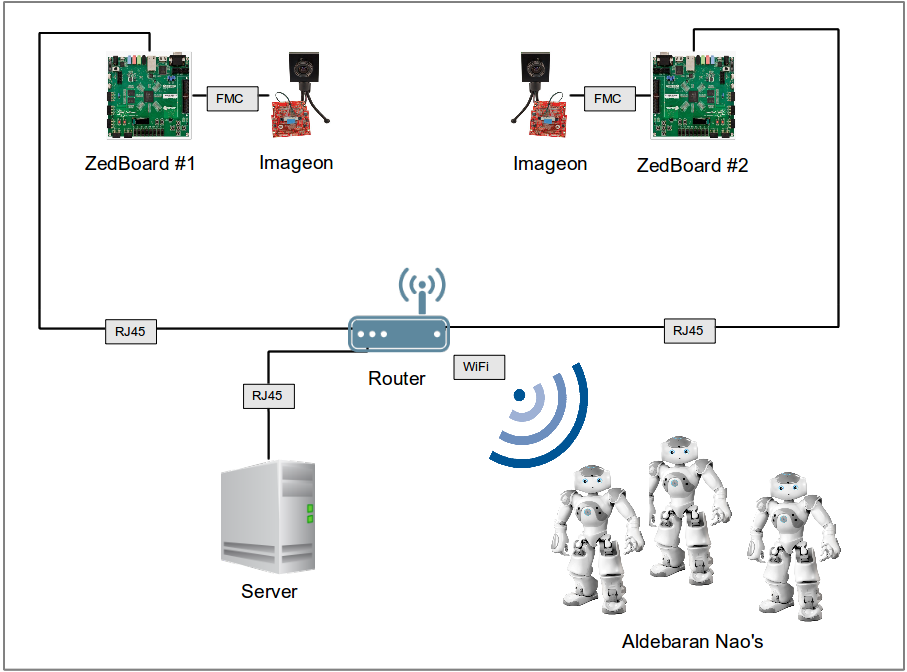 FMC
FMC
ZedBoard #1
Imageon
Imageon
ZedBoard #2
RJ45
RJ45
Router
WiFi
RJ45
Server
Aldebaran Nao's